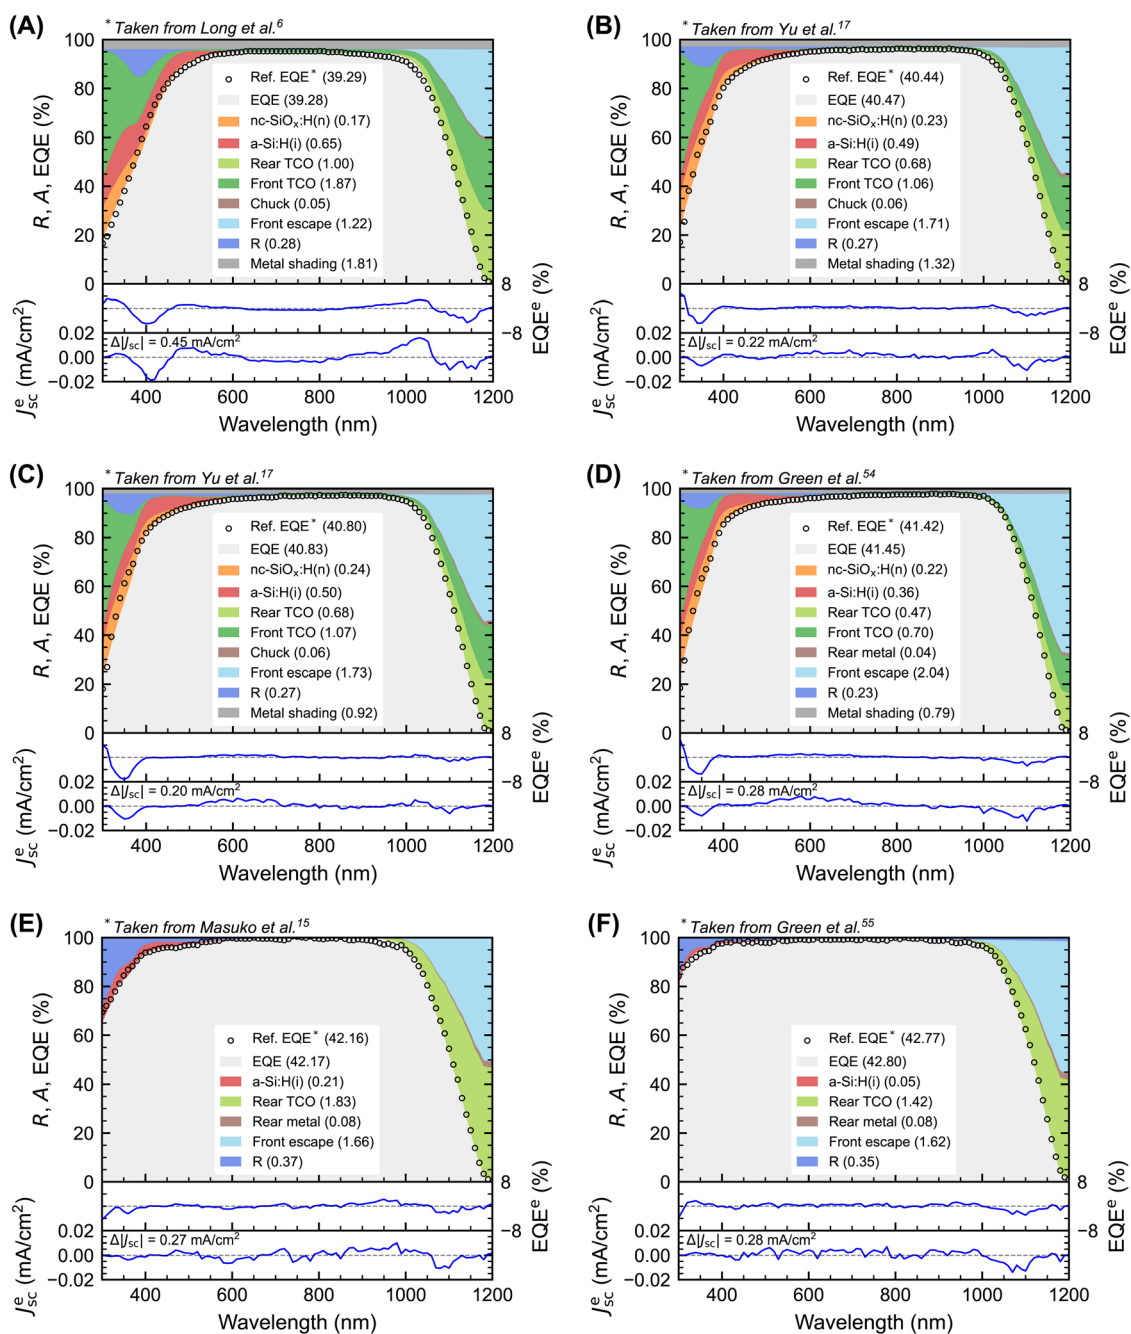 (A)
* Taken from Long et al.6
100
80
60
40
20
0
R, A, EQE (%)
Ref. EQE* (39.29)
EQE (39.28)
nc-SiOx:H(n) (0.17)
a-Si:H(i) (0.65)
Rear TCO (1.00)
Front TCO (1.87)
Chuck (0.05)
Front escape (1.22)
R (0.28)
Metal shading (1.81)
8
−8
EQEe (%)
0.02
0.00
−0.02
Jsce (mA/cm2)
Δ|Jsc| = 0.45 mA/cm2
400 600 800 1000 1200
Wavelength (nm)
(B)
* Taken from Yu et al.17
100
80
60
40
20
0
R, A, EQE (%)
Ref. EQE* (40.44)
EQE (40.47)
nc-SiOx:H(n) (0.23)
a-Si:H(i) (0.49)
Rear TCO (0.68)
Front TCO (1.06)
Chuck (0.06)
Front escape (1.71)
R (0.27)
Metal shading (1.32)
8
−8
EQEe (%)
0.02
0.00
−0.02
Jsce (mA/cm2)
Δ|Jsc| = 0.22 mA/cm2
400 600 800 1000 1200
Wavelength (nm)
(C)
* Taken from Yu et al.17
100
80
60
40
20
0
R, A, EQE (%)
Ref. EQE* (40.80)
EQE (40.83)
nc-SiOx:H(n) (0.24)
a-Si:H(i) (0.50)
Rear TCO (0.68)
Front TCO (1.07)
Chuck (0.06)
Front escape (1.73)
R (0.27)
Metal shading (0.92)
8
−8
EQEe (%)
0.02
0.00
−0.02
Jsce (mA/cm2)
Δ|Jsc| = 0.20 mA/cm2
400 600 800 1000 1200
Wavelength (nm)
(D)
* Taken from Green et al.54
100
80
60
40
20
0
R, A, EQE (%)
Ref. EQE* (41.42)
EQE (41.45)
nc-SiOx:H(n) (0.22)
a-Si:H(i) (0.36)
Rear TCO (0.47)
Front TCO (0.70)
Rear metal (0.04)
Front escape (2.04)
R (0.23)
Metal shading (0.79)
8
−8
EQEe (%)
0.02
0.00
−0.02
Jsce (mA/cm2)
Δ|Jsc| = 0.28 mA/cm2
400 600 800 1000 1200
Wavelength (nm)
(E)
* Taken from Masuko et al.15
100
80
60
40
20
0
R, A, EQE (%)
Ref. EQE* (42.16)
EQE (42.17)
a-Si:H(i) (0.21)
Rear TCO (1.83)
Rear metal (0.08)
Front escape (1.66)
R (0.37)
8
−8
EQEe (%)
0.02
0.00
−0.02
Jsce (mA/cm2)
Δ|Jsc| = 0.27 mA/cm2
400 600 800 1000 1200
Wavelength (nm)
(F)
* Taken from Green et al.55
100
80
60
40
20
0
R, A, EQE (%)
Ref. EQE* (42.77)
EQE (42.80)
a-Si:H(i) (0.05)
Rear TCO (1.42)
Rear metal (0.08)
Front escape (1.62)
R (0.35)
8
−8
EQEe (%)
0.02
0.00
−0.02
Jsce (mA/cm2)
Δ|Jsc| = 0.28 mA/cm2
400 600 800 1000 1200
Wavelength (nm)